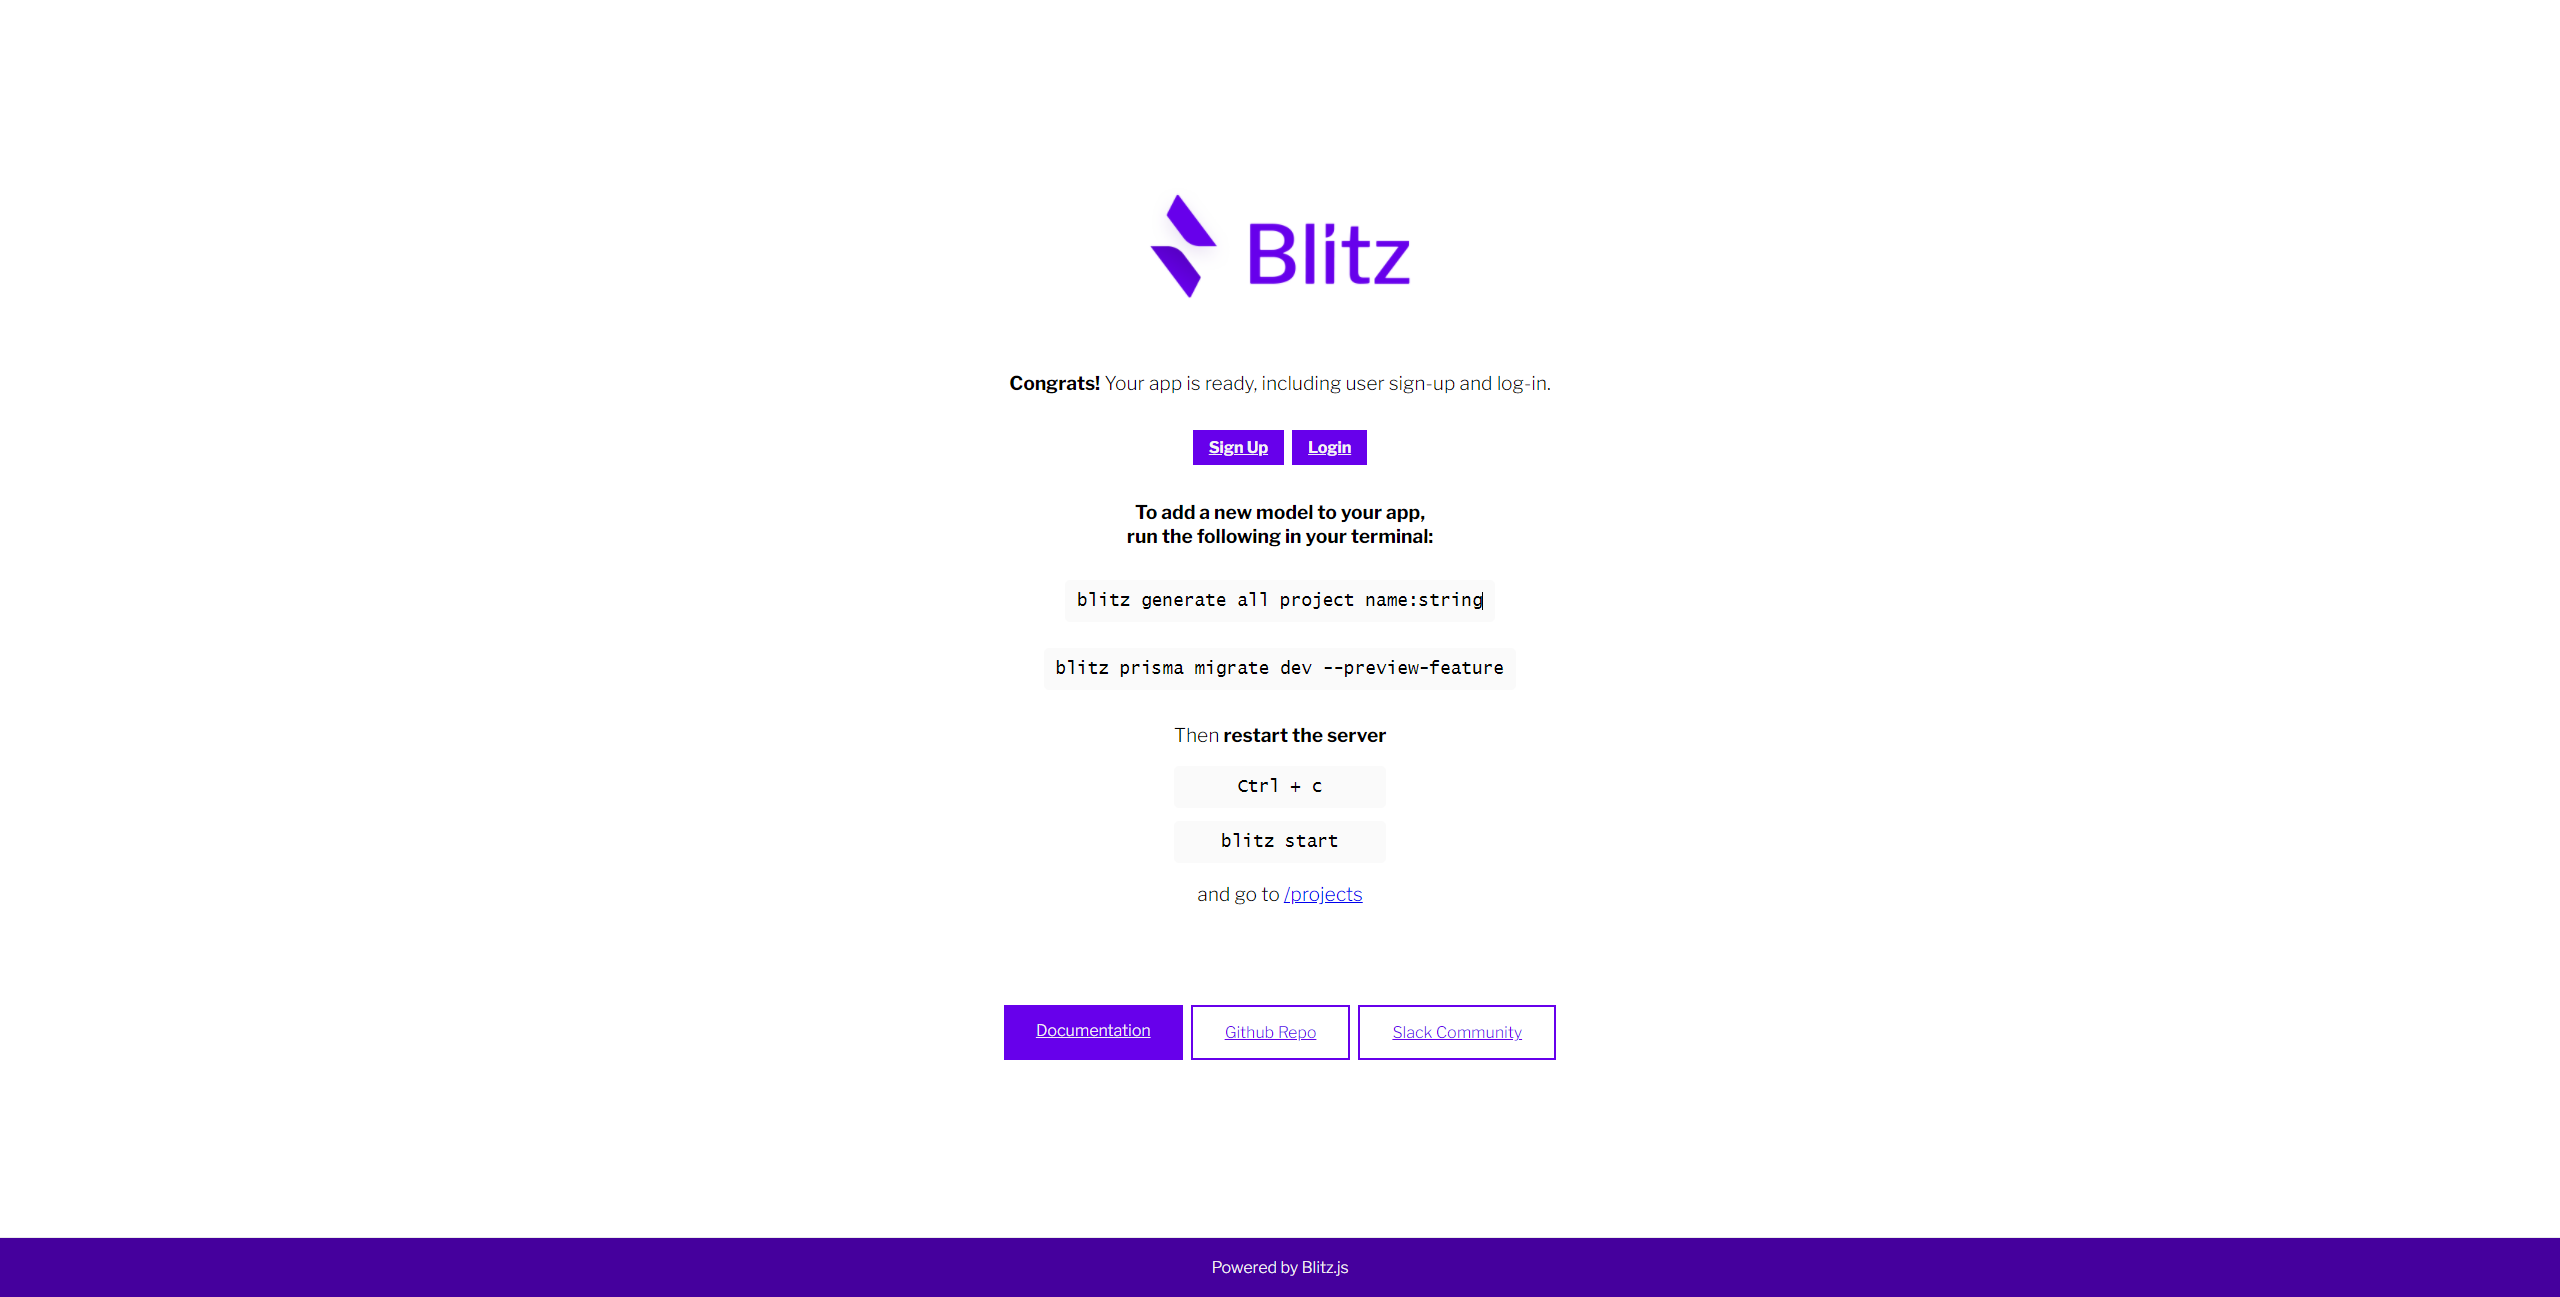 Blitz
Congrats! Your app is ready, including user sign-up and log-in.
Sign Up Login
To add a new model to your app,
run the following in your terminal:
blitz generate all project name:string
blitz prisma migrate dev --preview-feature
Then restart the server
Ctrl + c
blitz start
and go to /projects
Documentation Github Repo Slack Community
Powered by Blitz.js